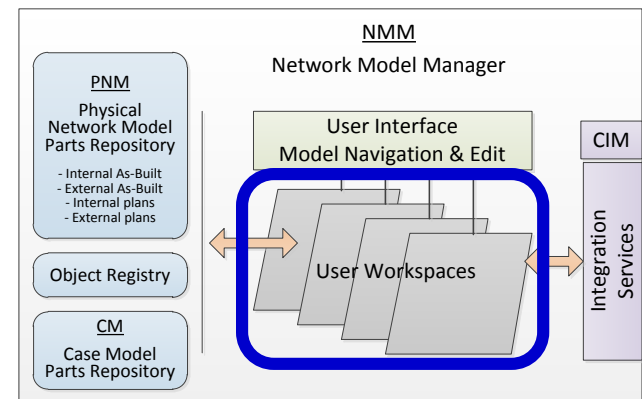 NMM
Network Model Manager
PNM
Physical
Network Model
Parts Repository
- Internal As-Built
- External As-Built
- Internal plans
- External plans
Object Registry
CM
Case Model
Parts Repository
User Interface
Model Navigation & Edit
User Workspaces
CIM
Integration
Services